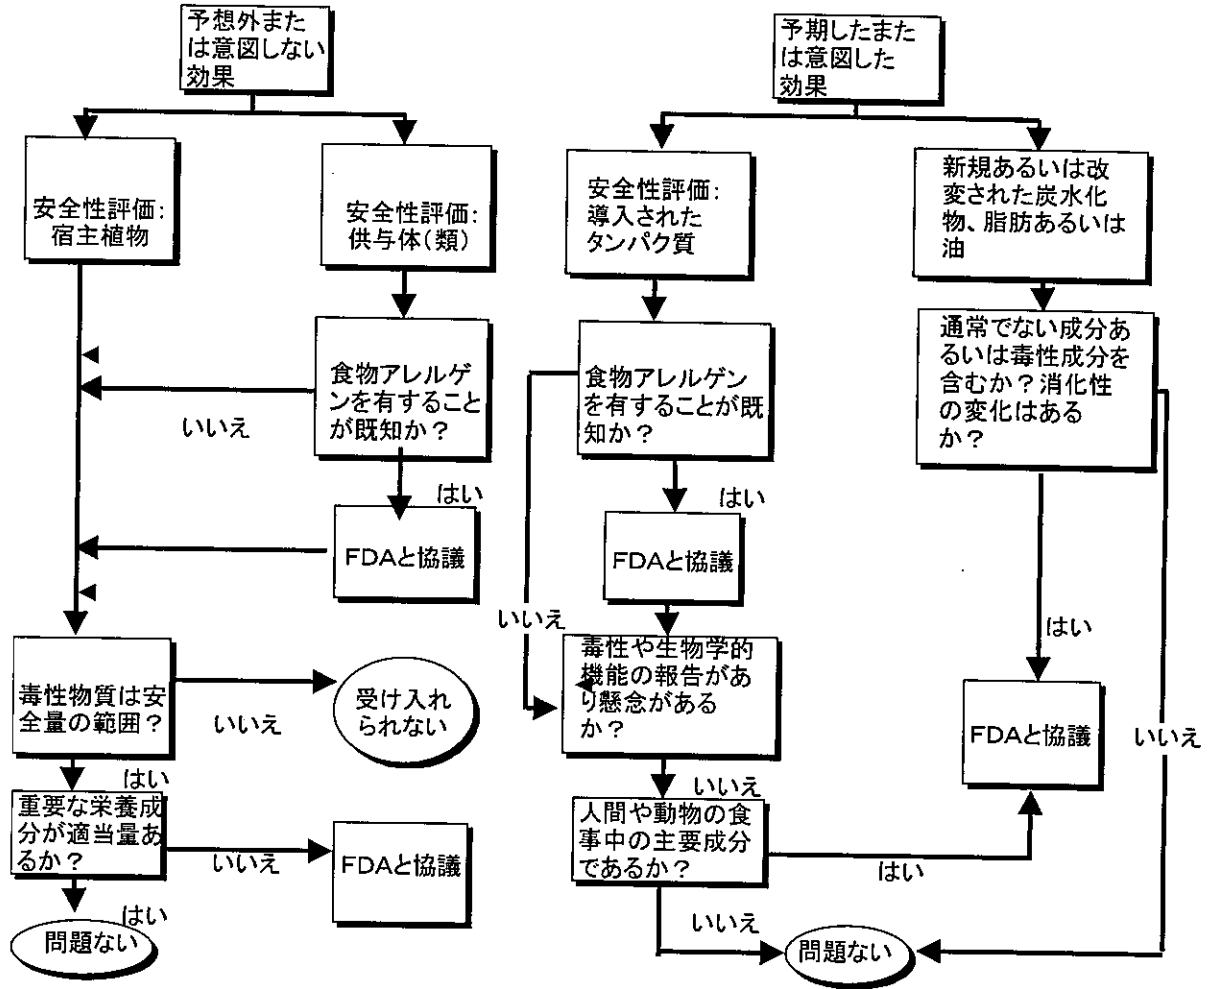 予想外また
は意図しない
効果
安全性評価：
宿主植物
安全性評価：
供与体（類）
食物アレルゲ
ンを有すること
が既知か？
いいえ
はい
ＦＤＡと協議
毒性物質は安
全量の範囲？
いいえ
受け入れ
られない
はい
重要な栄養成
分が適当量あ
るか？
いいえ
ＦＤＡと協議
はい
問題ない
予期したまた
は意図した
効果
安全性評価：
導入された
タンパク質
食物アレルゲン
を有することが既
知か？
はい
ＦＤＡと協議
いいえ
毒性や生物学的
機能の報告があ
り懸念がある
か？
いいえ
人間や動物の食
事中の主要成分
であるか？
はい
いいえ
問題ない
新規あるいは改
変された炭水化
物、脂肪あるいは
油
通常でない成分あ
るいは毒性成分を
含むか？消化性
の変化はある
か？
はい
ＦＤＡと協議
いいえ